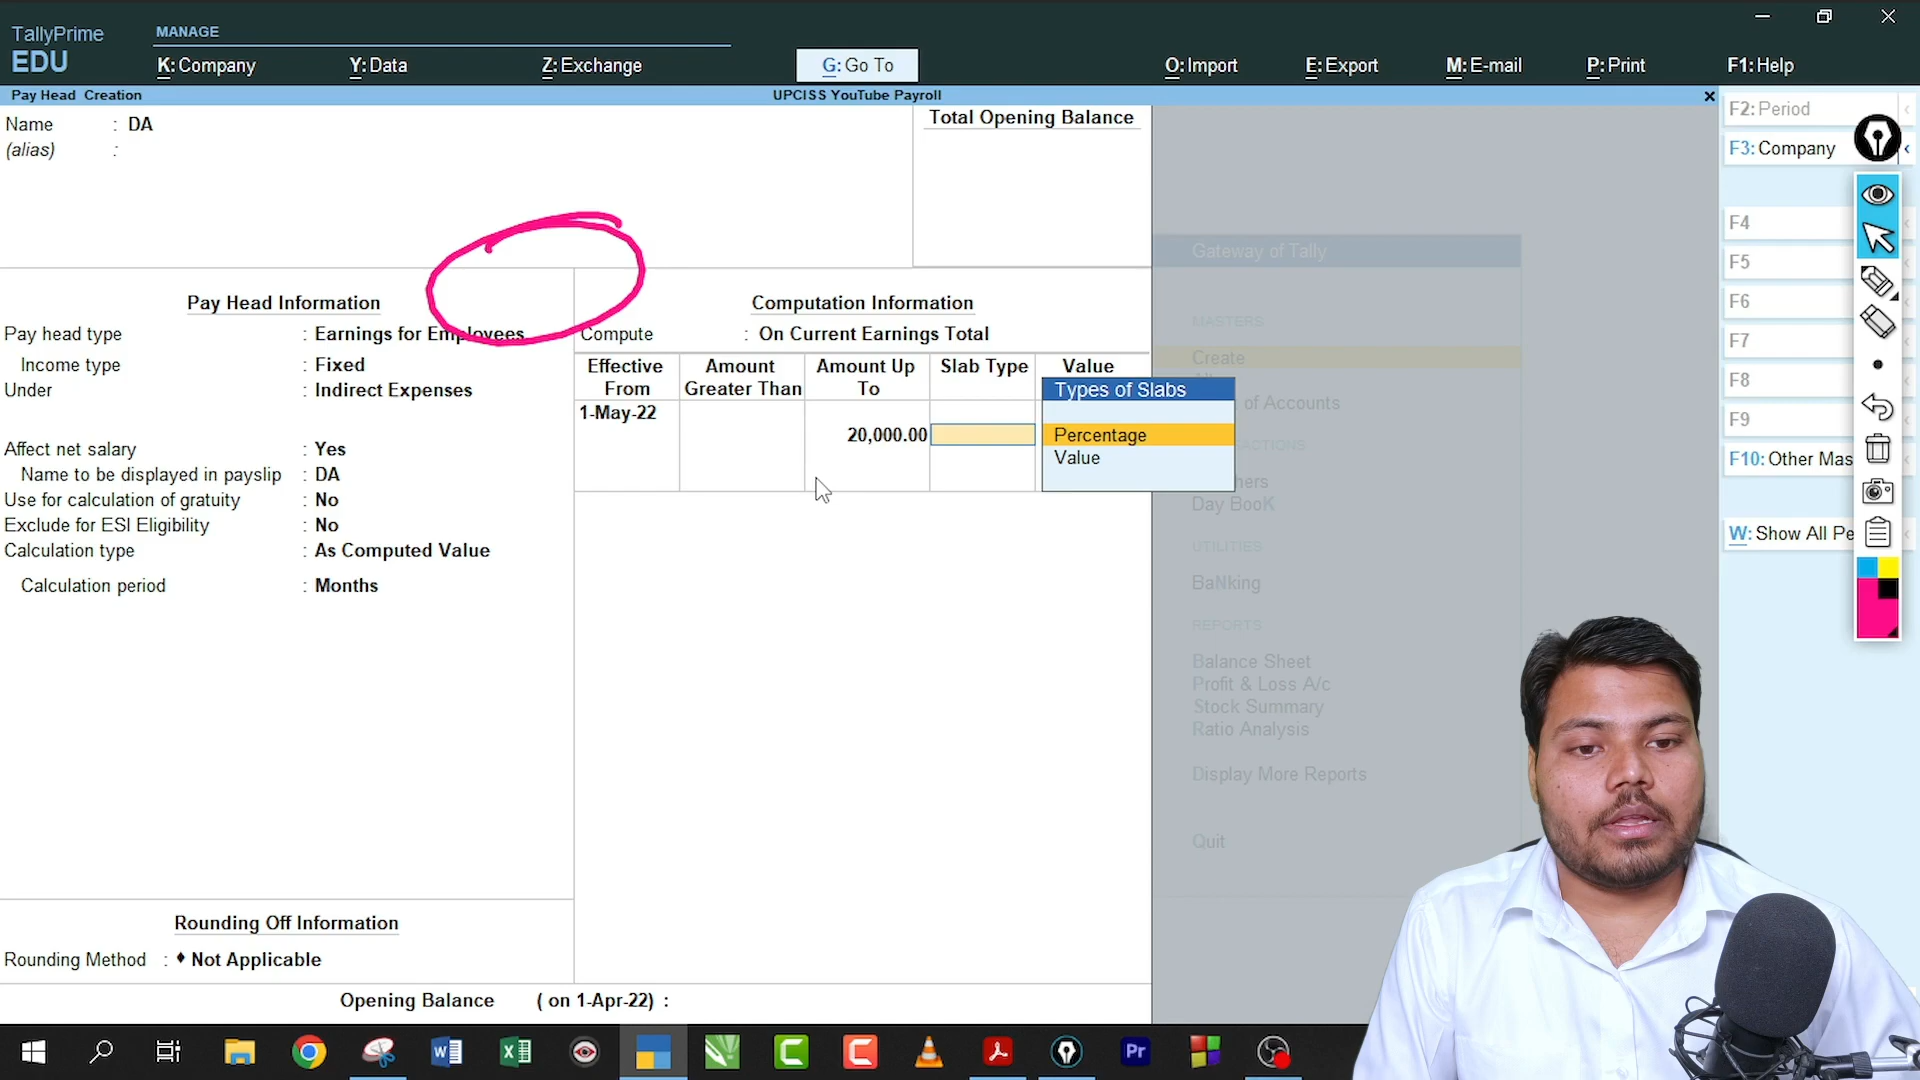 TallyPrime
EDU
MANAGE
K: Company
Y: Data
Z: Exchange
G: Go To
O: Import
E: Export
M: E-mail
P: Print
F1: Help
Pay Head Creation
UPCISS YouTube Payroll
Name : DA
(alias) :
Total Opening Balance
Pay Head Information
Pay head type : Earnings for Employees
Income type : Fixed
Under : Indirect Expenses
Affect net salary : Yes
Name to be displayed in payslip : DA
Use for calculation of gratuity : No
Exclude for ESI Eligibility : No
Calculation type : As Computed Value
Calculation period : Months
Computation Information
Compute : On Current Earnings Total
Effective From
Amount Greater Than
Amount Up To
Slab Type
Value
1-May-22
20,000.00
Types of Slabs
Percentage
Value
Rounding Off Information
Rounding Method : ♦ Not Applicable
Opening Balance ( on 1-Apr-22) :
Gateway of Tally
MASTERS
Create
of Accounts
Day BooK
UTILITIES
BaNking
REPORTS
Balance Sheet
Profit & Loss A/c
Stock Summary
Ratio Analysis
Display More Reports
Quit
F2: Period
F3: Company
F4
F5
F6
F7
F8
F9
F10: Other Mas
W: Show All Pe
Pr